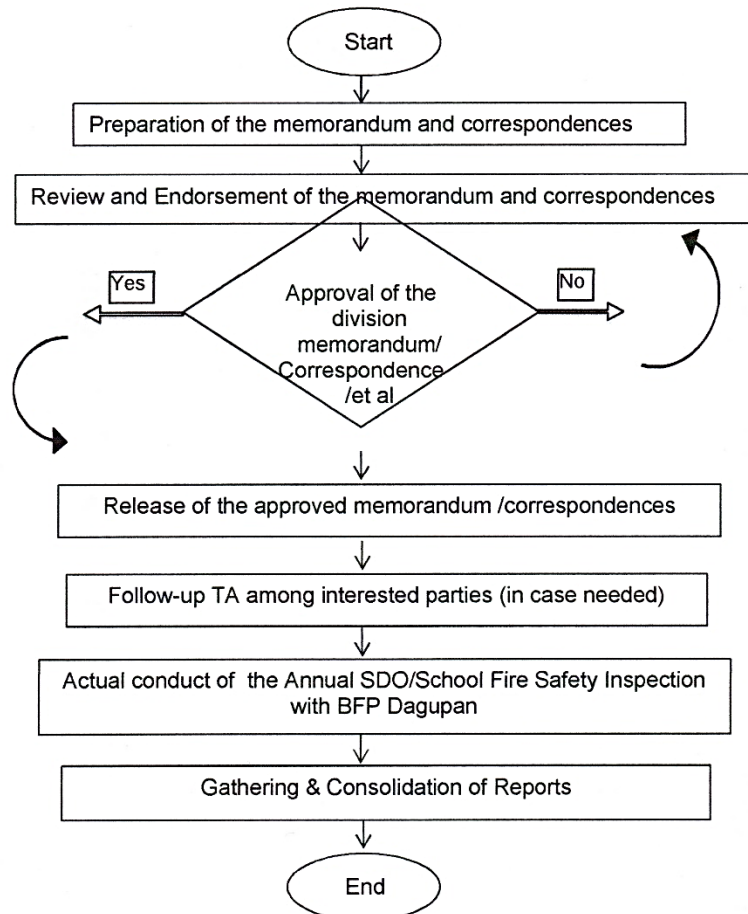 Start
Preparation of the memorandum and correspondences
Review and Endorsement of the memorandum and correspondences
Yes
No
Approval of the
division
memorandum/
Correspondence
/et al
Release of the approved memorandum /correspondences
Follow-up TA among interested parties (in case needed)
Actual conduct of the Annual SDO/School Fire Safety Inspection
with BFP Dagupan
Gathering & Consolidation of Reports
End